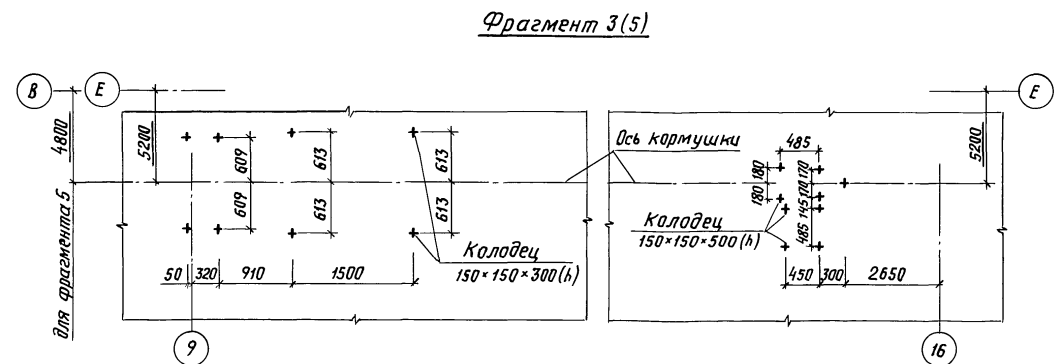 Фрагмент 3(5)
В Е Е
4800
5200
для фрагмента 5
609
609
613
613
613
613
Ось кормушки
485
180
180
170
170
145
485
5200
Колодец
150×150×300(h)
Колодец
150×150×500(h)
50 320 910 1500
450 300 2650
9 16